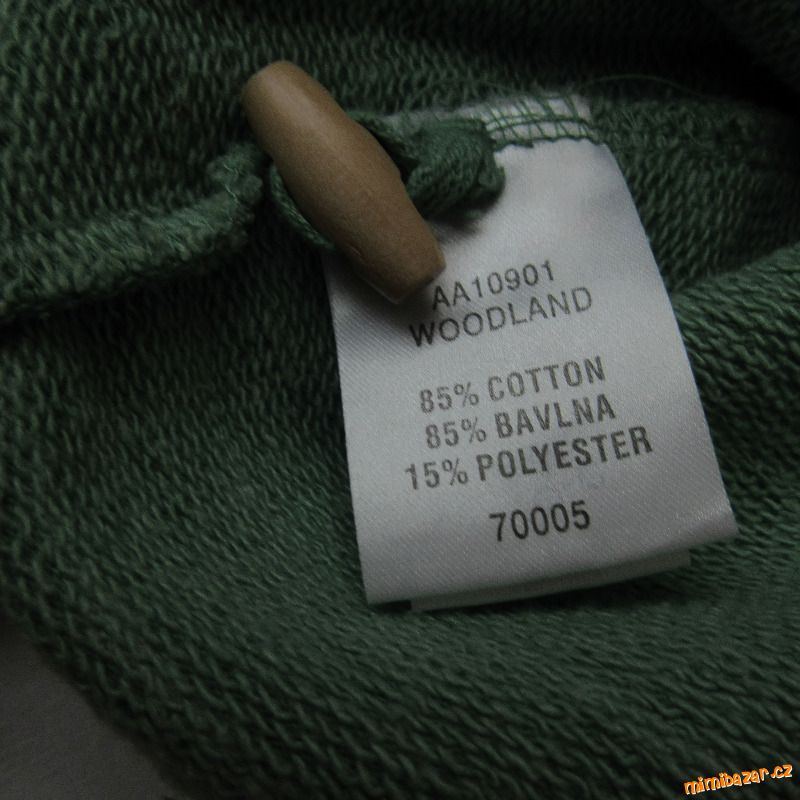 AA10901
WOODLAND
85% COTTON
85% BAVLNA
15% POLYESTER
70005
mimibazar.cz